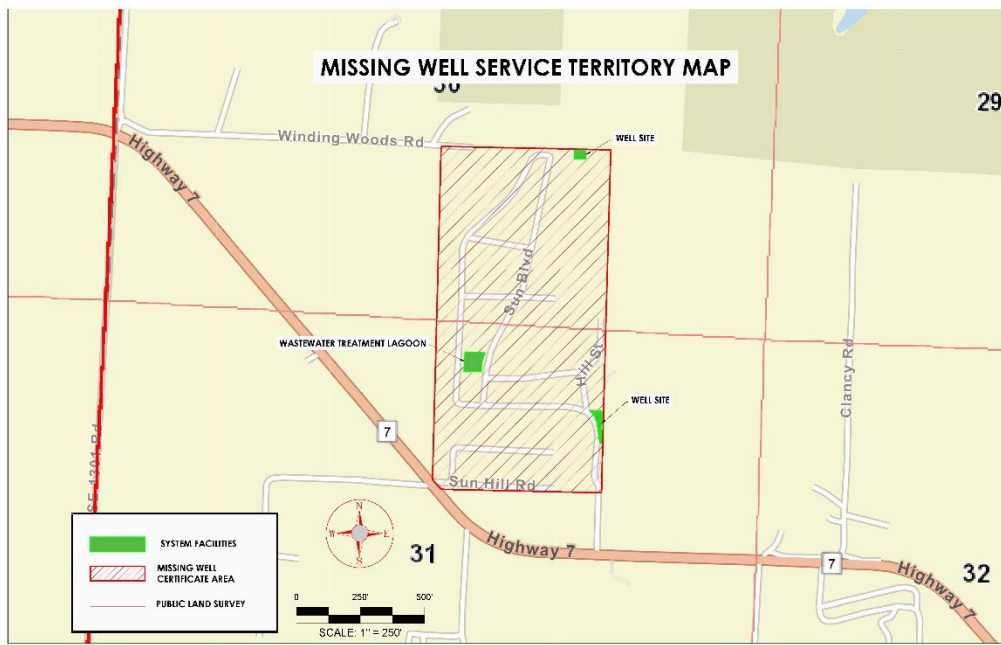 MISSING WELL SERVICE TERRITORY MAP
30
29
Winding Woods Rd
WELL SITE
Highway 7
Sun Blvd
WASTEWATER TREATMENT LAGOON
Hill St
Clancy Rd
WELL SITE
7
SE 1301 Rd
Sun Hill Rd
N
W E
S
Highway 7
31
7
Highway 7
32
SYSTEM FACILITIES
MISSING WELL
CERTIFICATE AREA
PUBLIC LAND SURVEY
0 250' 500'
SCALE: 1" = 250'